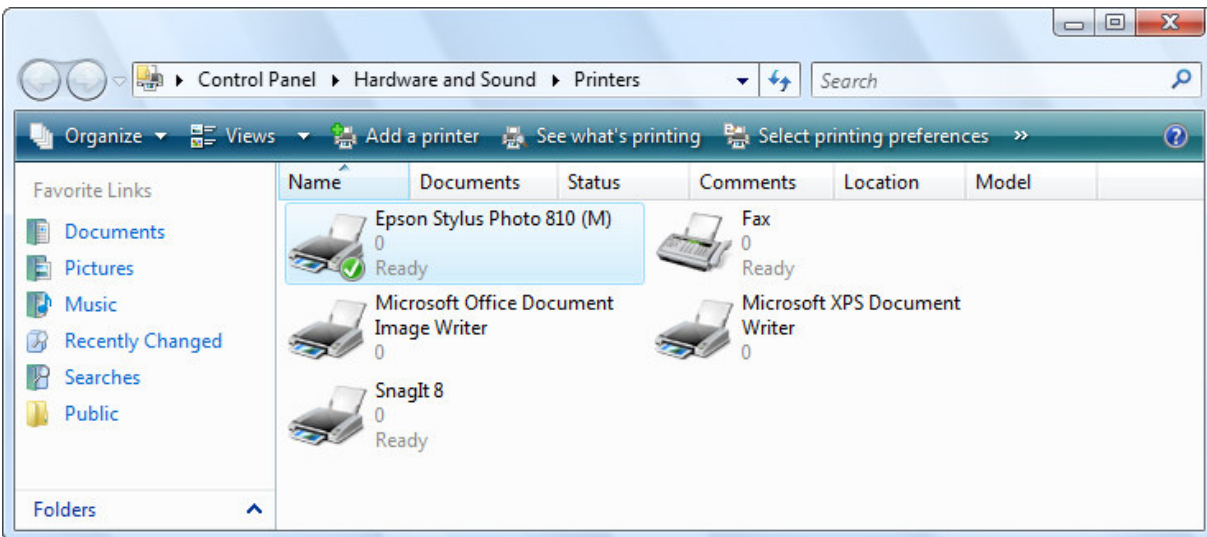 Control Panel ▸ Hardware and Sound ▸ Printers
Search
Organize Views Add a printer See what's printing Select printing preferences »
Favorite Links
Documents
Pictures
Music
Recently Changed
Searches
Public
Folders
Name Documents Status Comments Location Model
Epson Stylus Photo 810 (M)
0
Ready
Fax
0
Ready
Microsoft Office Document
Image Writer
0
Microsoft XPS Document
Writer
0
SnagIt 8
0
Ready